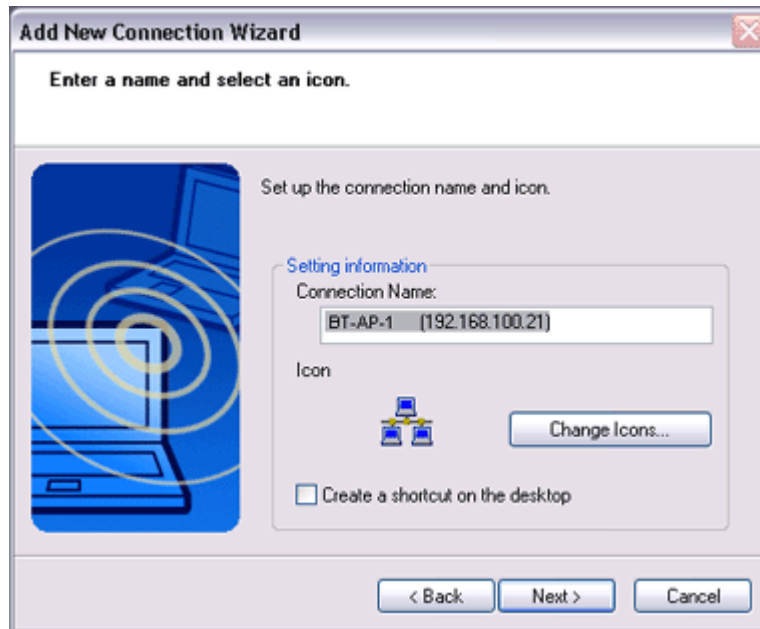 Add New Connection Wizard
Enter a name and select an icon.
Set up the connection name and icon.
Setting information
Connection Name:
BT-AP-1 (192.168.100.21)
Icon
Change Icons...
Create a shortcut on the desktop
< Back
Next >
Cancel